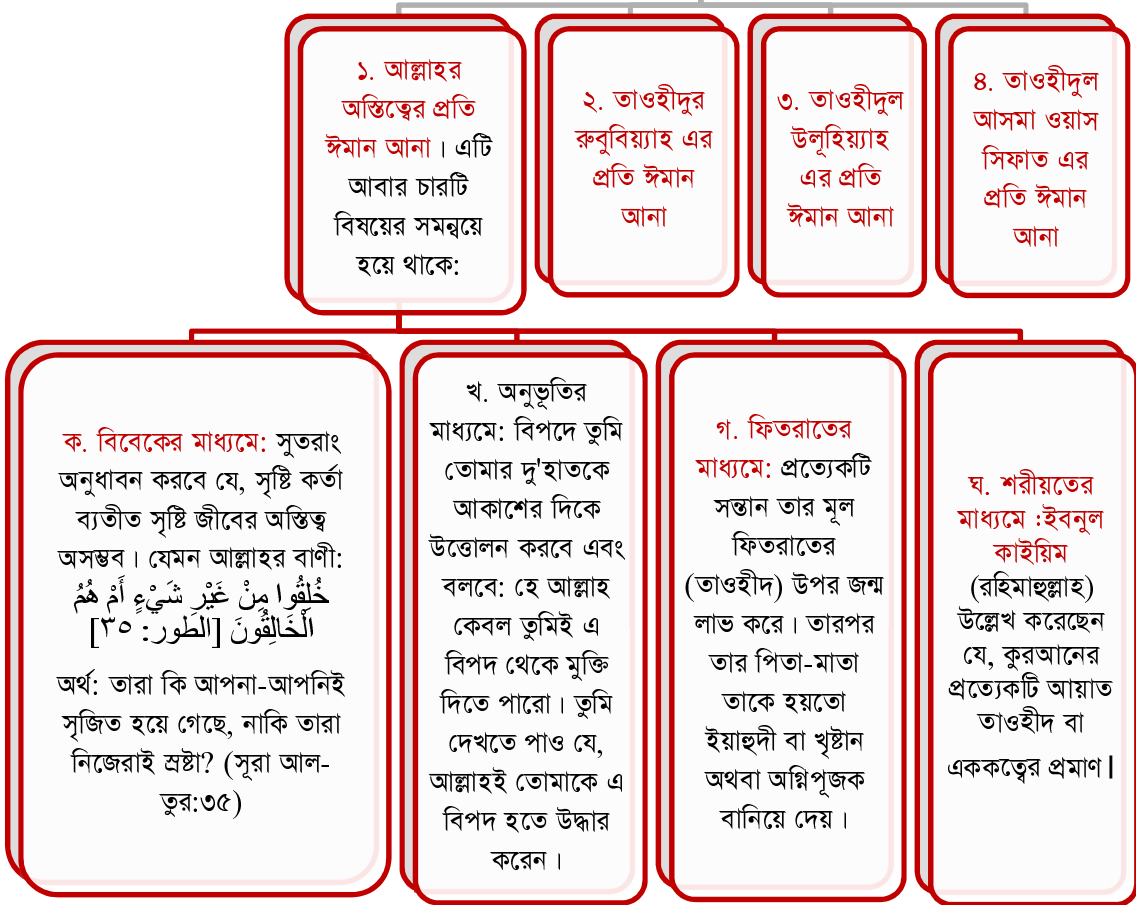 ১. আল্লাহর
অস্তিত্বের প্রতি
ঈমান আনা। এটি
আবার চারটি
বিষয়ের সমন্বয়ে
হয়ে থাকে:
২. তাওহীদুর
রুবুবিয়্যাহ এর
প্রতি ঈমান
আনা
৩. তাওহীদুল
উলূহিয়্যাহ
এর প্রতি
ঈমান আনা
৪. তাওহীদুল
আসমা ওয়াস
সিফাত এর
প্রতি ঈমান
আনা
ক. বিবেকের মাধ্যমে: সুতরাং
অনুধাবন করবে যে, সৃষ্টি কর্তা
ব্যতীত সৃষ্টি জীবের অস্তিত্ব
অসম্ভব। যেমন আল্লাহর বাণী:
خُلِقُوا مِنْ غَيْرِ شَيْءٍ أَمْ هُمُ
الْخَالِقُونَ [الطور: ٣٥]
অর্থ: তারা কি আপনা-আপনিই
সৃজিত হয়ে গেছে, নাকি তারা
নিজেরাই স্রষ্টা? (সূরা আল-
তুর:৩৫)
খ. অনুভূতির
মাধ্যমে: বিপদে তুমি
তোমার দু'হাতকে
আকাশের দিকে
উত্তোলন করবে এবং
বলবে: হে আল্লাহ
কেবল তুমিই এ
বিপদ থেকে মুক্তি
দিতে পারো। তুমি
দেখতে পাও যে,
আল্লাহই তোমাকে এ
বিপদ হতে উদ্ধার
করেন।
গ. ফিতরাতের
মাধ্যমে: প্রত্যেকটি
সন্তান তার মূল
ফিতরাতের
(তাওহীদ) উপর জন্ম
লাভ করে। তারপর
তার পিতা-মাতা
তাকে হয়তো
ইয়াহুদী বা খৃষ্টান
অথবা অগ্নিপূজক
বানিয়ে দেয়।
ঘ. শরীয়তের
মাধ্যমে :ইবনুল
কাইয়িম
(রহিমাহুল্লাহ)
উল্লেখ করেছেন
যে, কুরআনের
প্রত্যেকটি আয়াত
তাওহীদ বা
এককত্বের প্রমাণ।